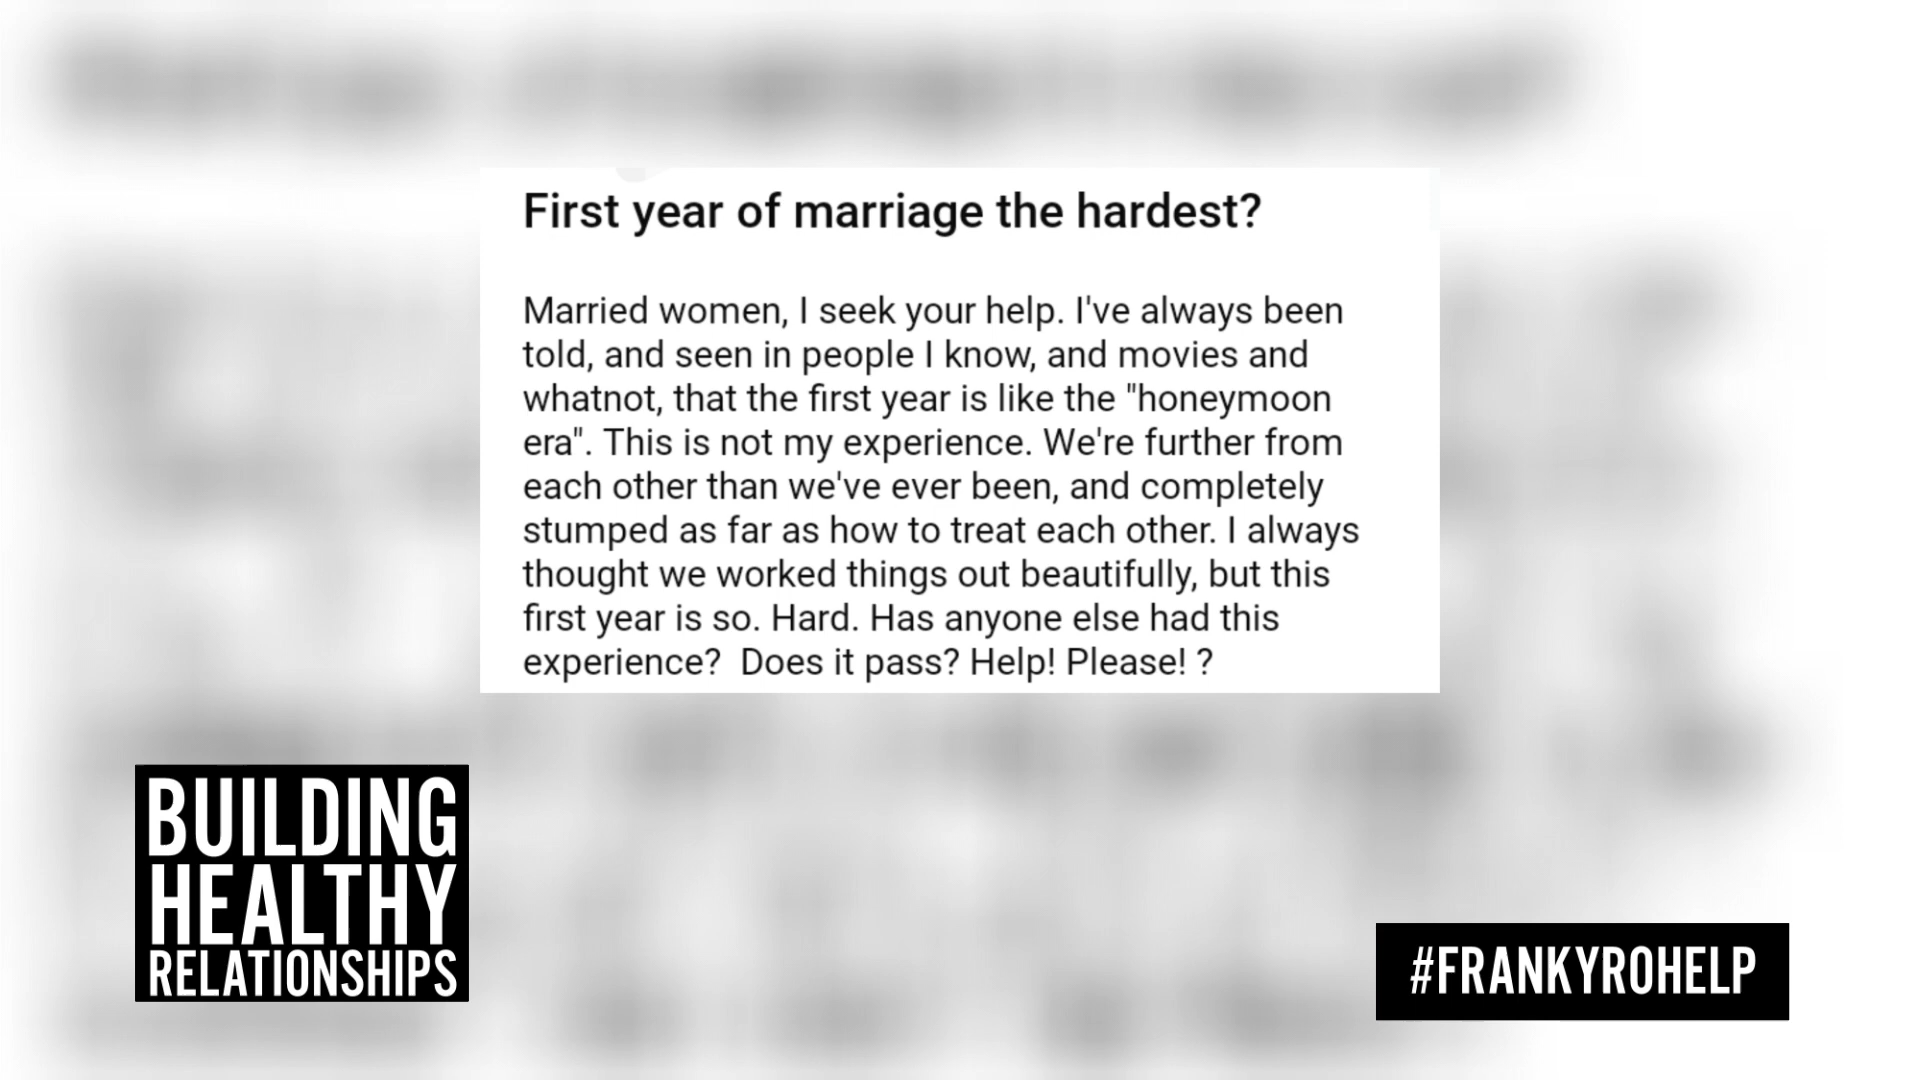 First year of marriage the hardest?
Married women, I seek your help. I've always been
told, and seen in people I know, and movies and
whatnot, that the first year is like the "honeymoon
era". This is not my experience. We're further from
each other than we've ever been, and completely
stumped as far as how to treat each other. I always
thought we worked things out beautifully, but this
first year is so. Hard. Has anyone else had this
experience?  Does it pass? Help! Please! ?
BUILDING
HEALTHY
RELATIONSHIPS
#FRANKYROHELP